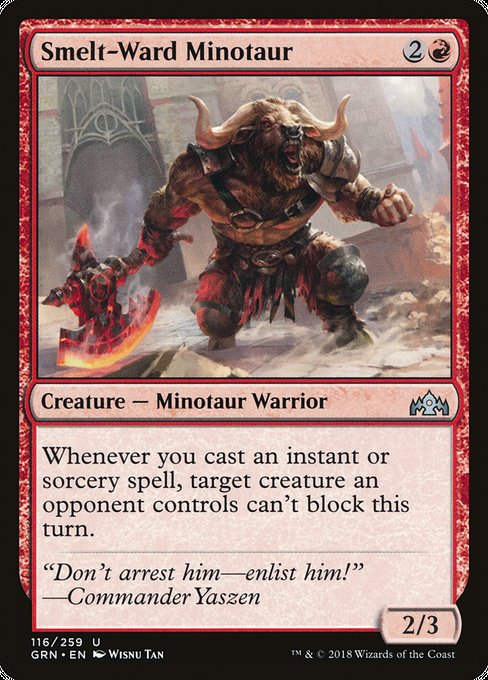 Smelt-Ward Minotaur 2
Creature — Minotaur Warrior
Whenever you cast an instant or
sorcery spell, target creature an
opponent controls can't block this
turn.
“Don't arrest him—enlist him!”
—Commander Yaszen
2/3
116/259 U
GRN • EN Wisnu Tan
™ & © 2018 Wizards of the Coast